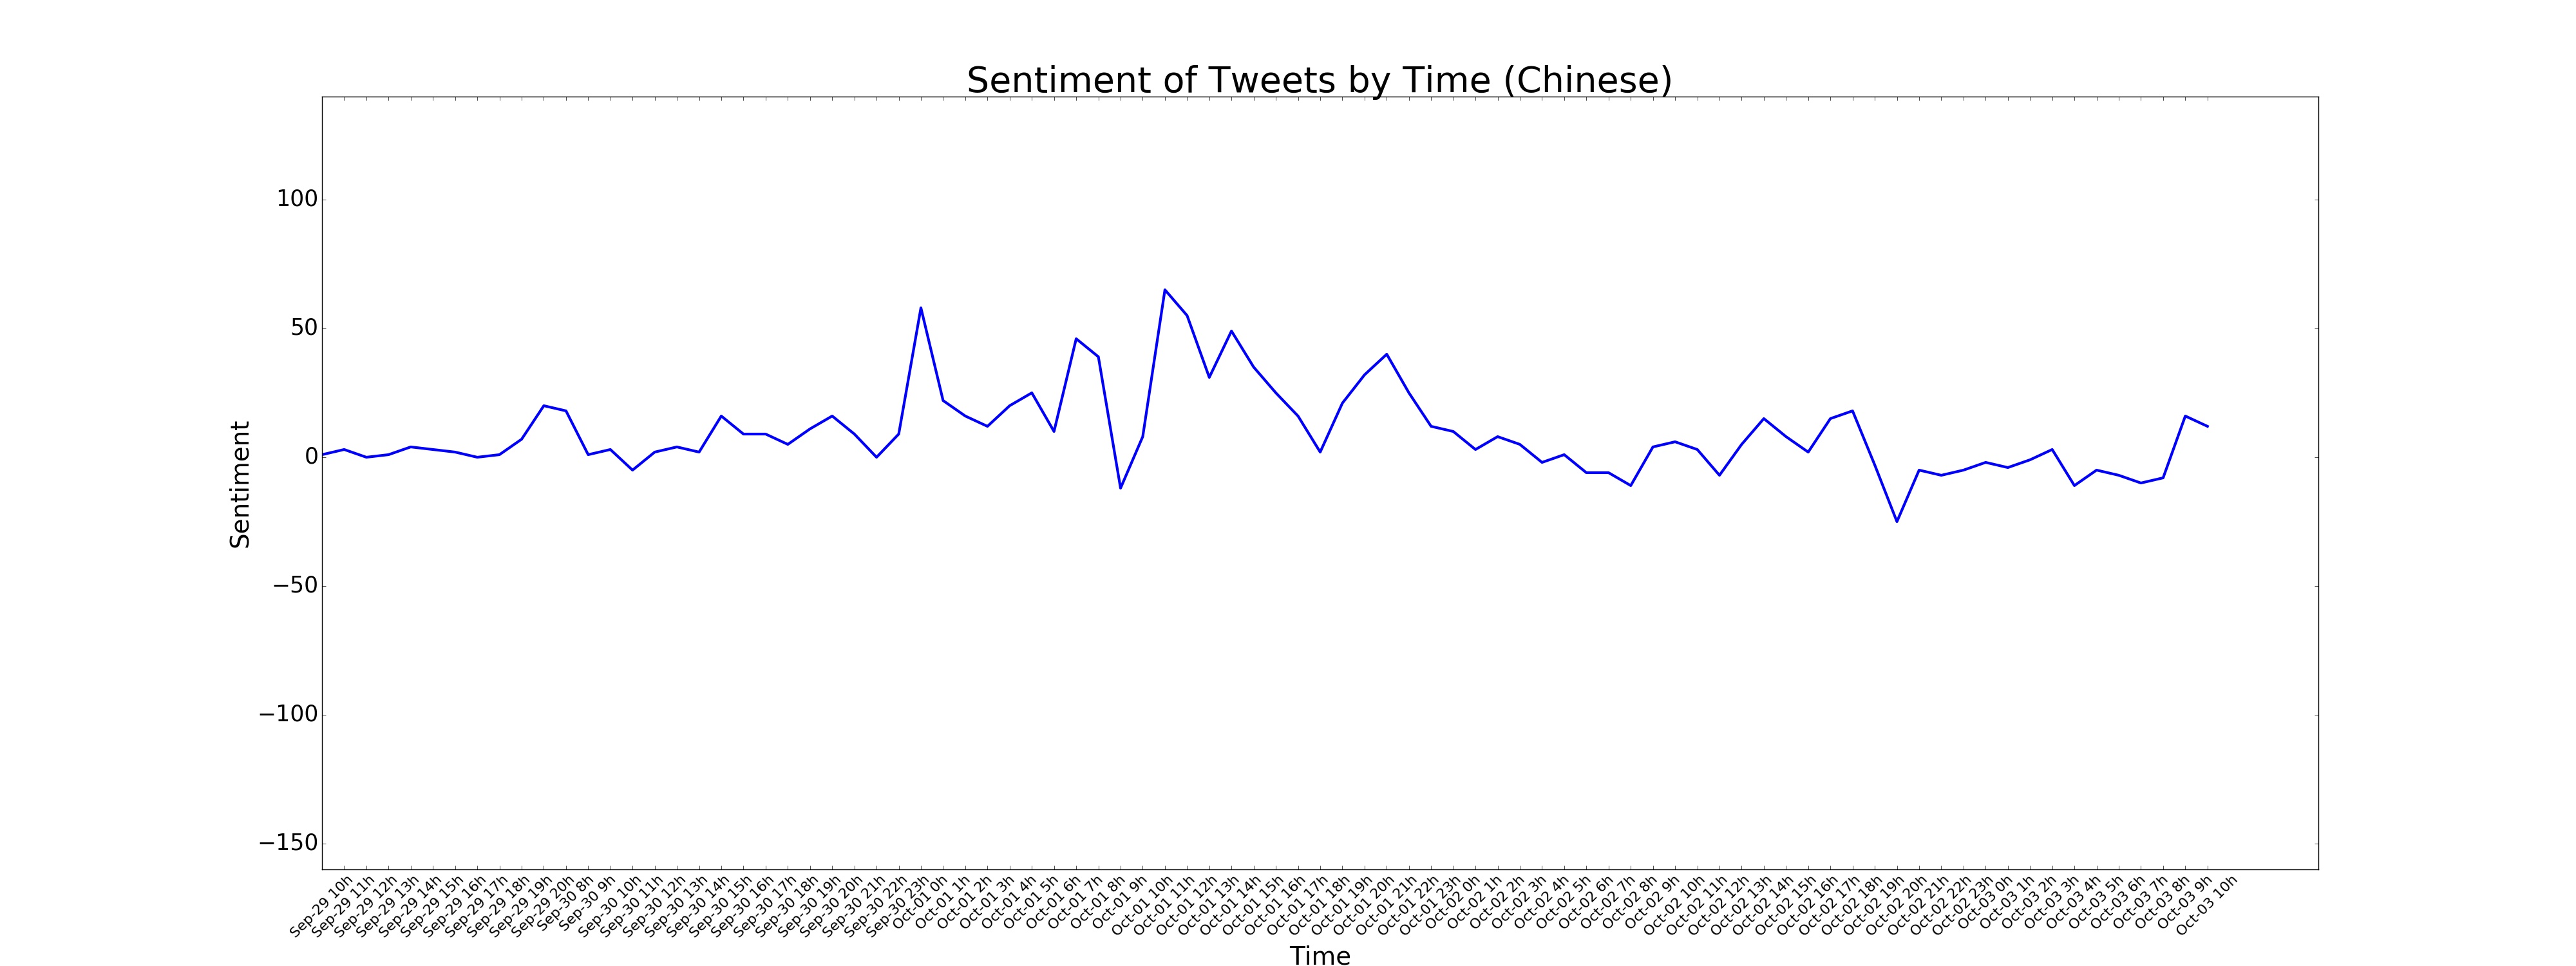 Sentiment of Tweets by Time (Chinese)
100
50
0
−50
−100
−150
Sentiment
Sep-29 10h
Sep-29 11h
Sep-29 12h
Sep-29 13h
Sep-29 14h
Sep-29 15h
Sep-29 16h
Sep-29 17h
Sep-29 18h
Sep-29 19h
Sep-29 20h
Sep-30 8h
Sep-30 9h
Sep-30 10h
Sep-30 11h
Sep-30 12h
Sep-30 13h
Sep-30 14h
Sep-30 15h
Sep-30 16h
Sep-30 17h
Sep-30 18h
Sep-30 19h
Sep-30 20h
Sep-30 21h
Sep-30 22h
Sep-30 23h
Oct-01 0h
Oct-01 1h
Oct-01 2h
Oct-01 3h
Oct-01 4h
Oct-01 5h
Oct-01 6h
Oct-01 7h
Oct-01 8h
Oct-01 9h
Oct-01 10h
Oct-01 11h
Oct-01 12h
Oct-01 13h
Oct-01 14h
Oct-01 15h
Oct-01 16h
Oct-01 17h
Oct-01 18h
Oct-01 19h
Oct-01 20h
Oct-01 21h
Oct-01 22h
Oct-01 23h
Oct-02 0h
Oct-02 1h
Oct-02 2h
Oct-02 3h
Oct-02 4h
Oct-02 5h
Oct-02 6h
Oct-02 7h
Oct-02 8h
Oct-02 9h
Oct-02 10h
Oct-02 11h
Oct-02 12h
Oct-02 13h
Oct-02 14h
Oct-02 15h
Oct-02 16h
Oct-02 17h
Oct-02 18h
Oct-02 19h
Oct-02 20h
Oct-02 21h
Oct-02 22h
Oct-02 23h
Oct-03 0h
Oct-03 1h
Oct-03 2h
Oct-03 3h
Oct-03 4h
Oct-03 5h
Oct-03 6h
Oct-03 7h
Oct-03 8h
Oct-03 9h
Oct-03 10h
Time